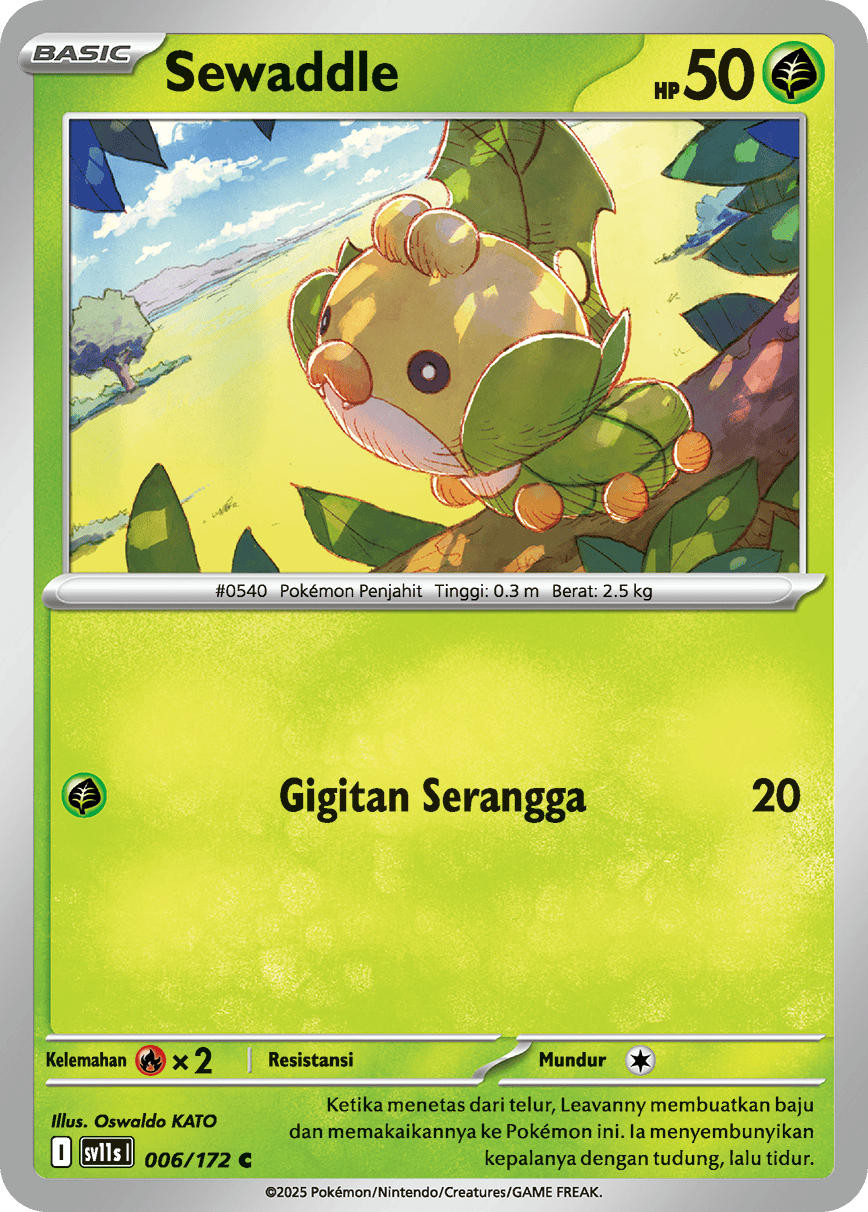 BASIC
Sewaddle
HP 50
#0540 Pokémon Penjahit Tinggi: 0.3 m Berat: 2.5 kg
Gigitan Serangga 20
Kelemahan ×2 Resistansi Mundur
Illus. Oswaldo KATO
Ketika menetas dari telur, Leavanny membuatkan baju
dan memakaikannya ke Pokémon ini. Ia menyembunyikan
kepalanya dengan tudung, lalu tidur.
I sv11s I 006/172 C
©2025 Pokémon/Nintendo/Creatures/GAME FREAK.